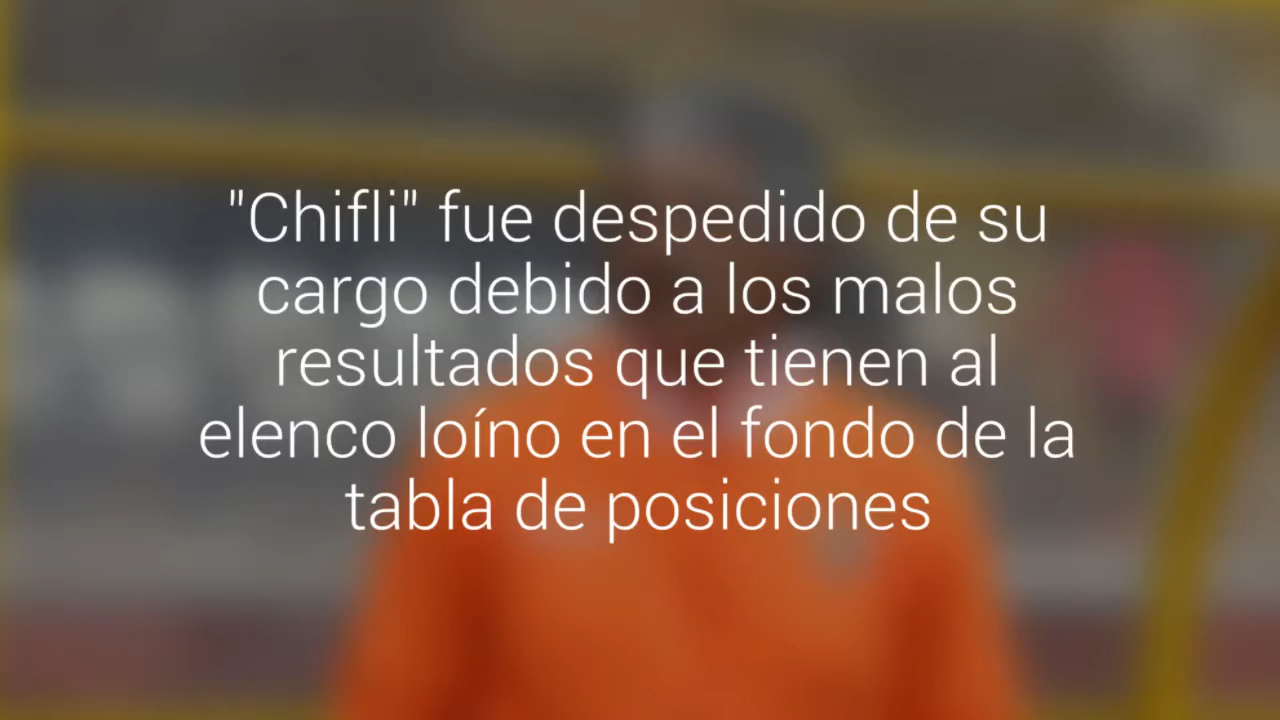 "Chifli" fue despedido de su
cargo debido a los malos
resultados que tienen al
elenco loíno en el fondo de la
tabla de posiciones